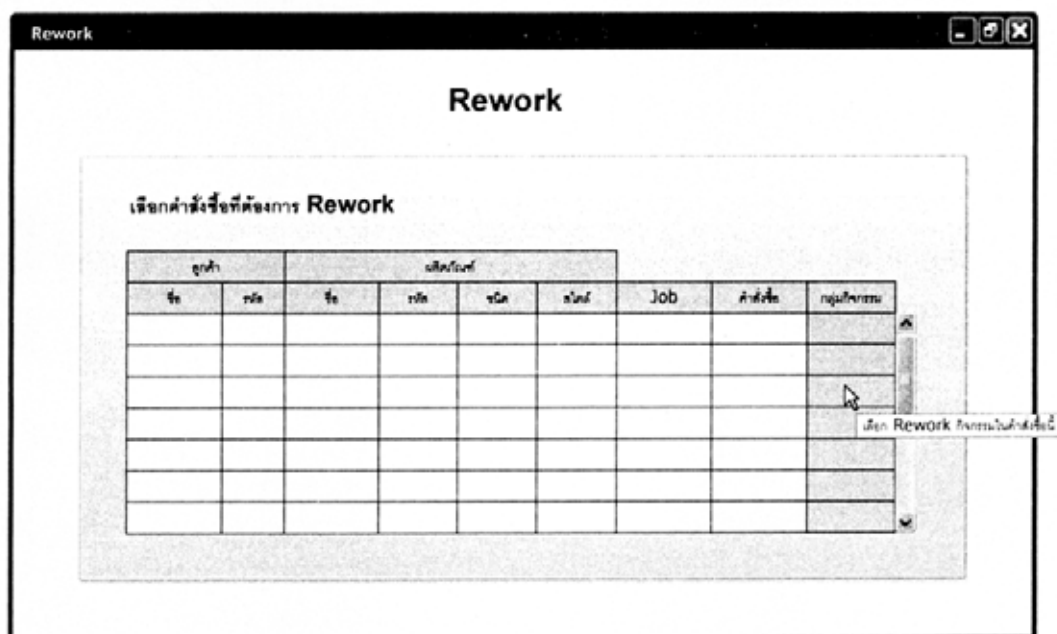 Rework
Rework
เลือกคำสั่งซื้อที่ต้องการ Rework
ลูกค้า ผลิตภัณฑ์
ชื่อ รหัส ชื่อ รหัส ชนิด สไตล์ Job คำสั่งซื้อ กลุ่มกิจกรรม
เลือก Rework กิจกรรมในคำสั่งซื้อนี้